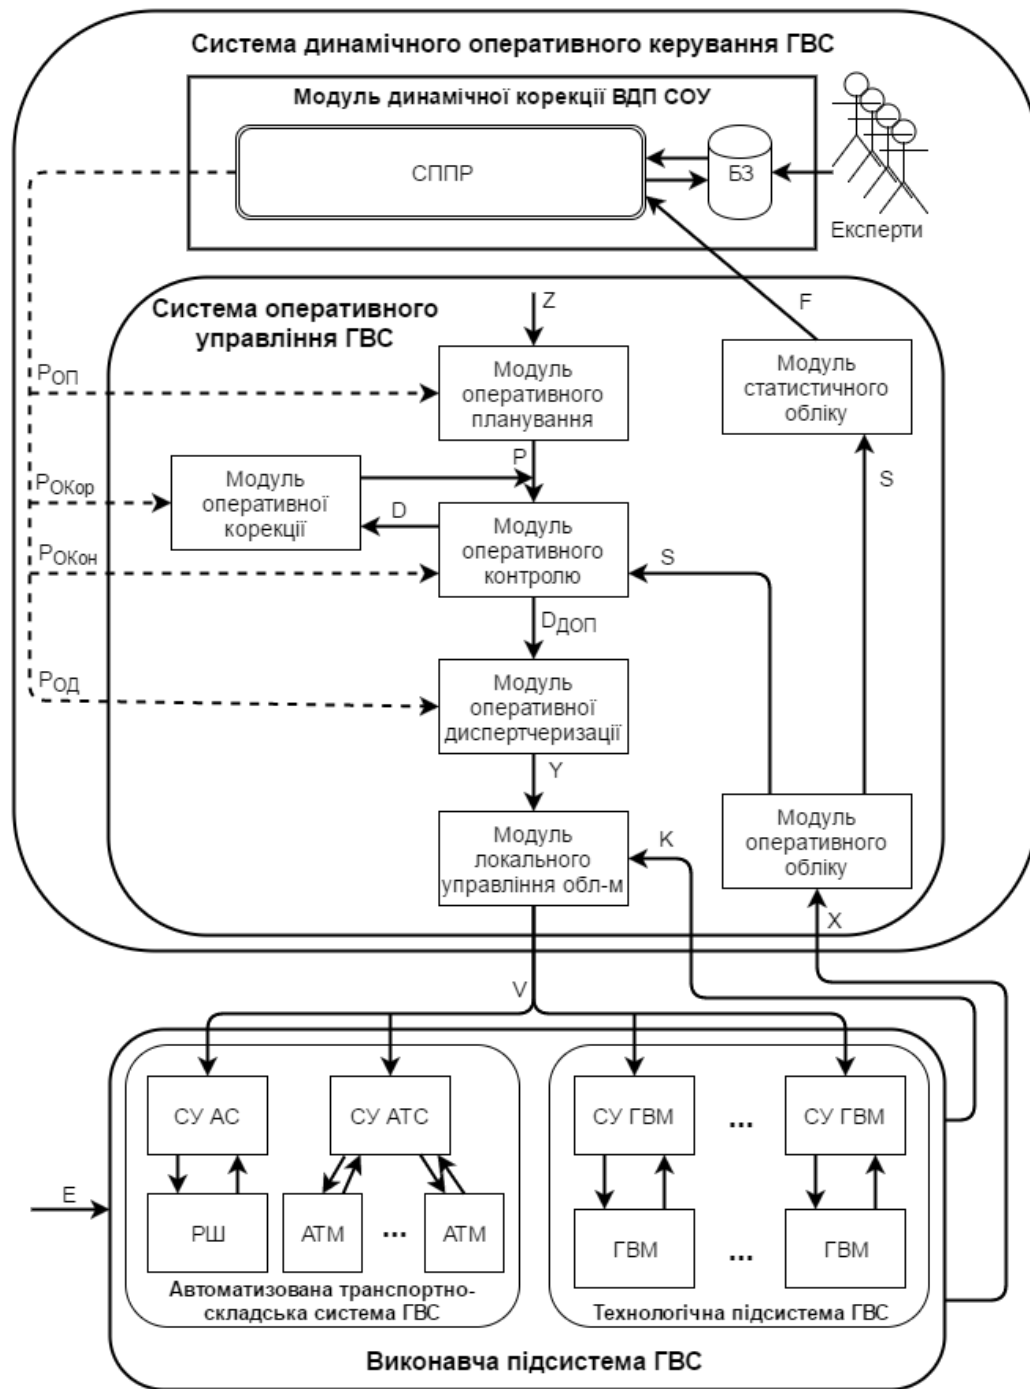 Система динамічного оперативного керування ГВС
Модуль динамічної корекції ВДП СОУ
СППР
БЗ
Експерти
Система оперативного
управління ГВС
Z
F
Модуль
оперативного
планування
Модуль
статистичного
обліку
PОП
P
S
Модуль
оперативної
корекції
PОКор
D
Модуль
оперативного
контролю
PОКон
S
DДОП
Модуль
оперативної
диспертчеризації
PОД
Y
Модуль
локального
управління обл-м
K
Модуль
оперативного
обліку
X
V
СУ АС
СУ АТС
СУ ГВМ
...
СУ ГВМ
E
РШ
АТМ
...
АТМ
ГВМ
...
ГВМ
Автоматизована транспортно-
складська система ГВС
Технологічна підсистема ГВС
Виконавча підсистема ГВС